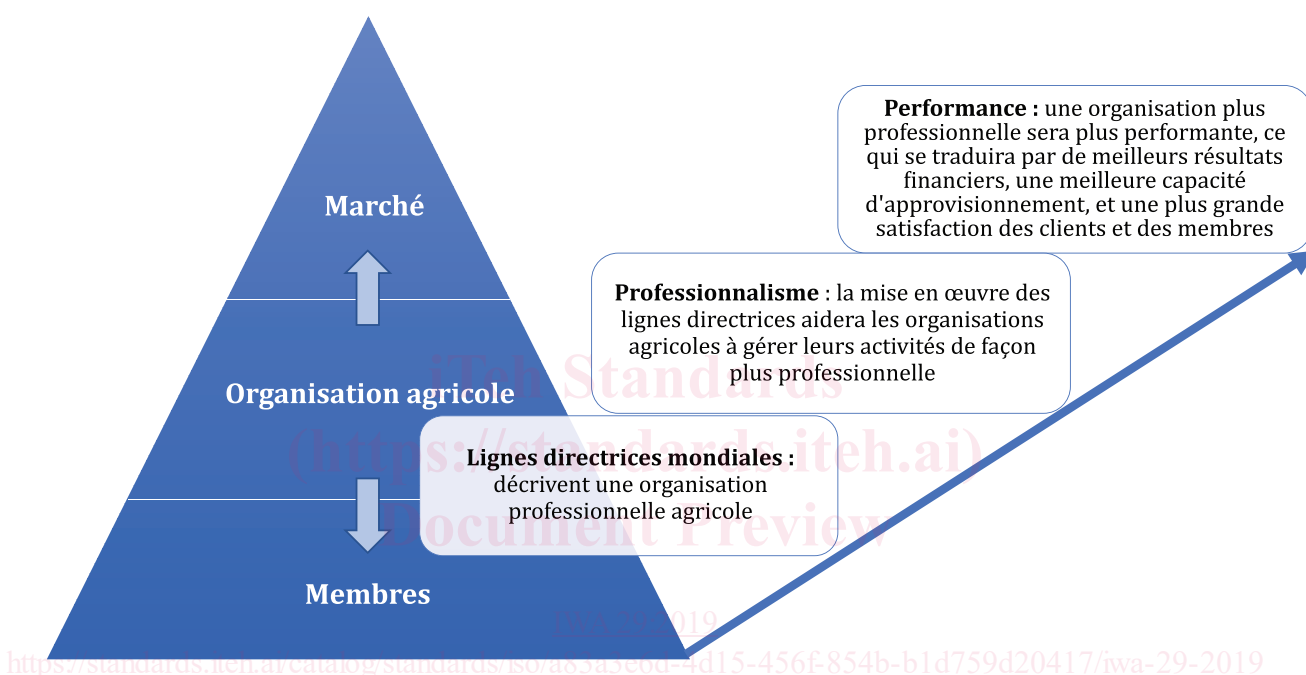 Performance : une organisation plus
professionnelle sera plus performante, ce
qui se traduira par de meilleurs résultats
financiers, une meilleure capacité
d'approvisionnement, et une plus grande
satisfaction des clients et des membres
Marché
Professionnalisme : la mise en œuvre des
lignes directrices aidera les organisations
agricoles à gérer leurs activités de façon
plus professionnelle
Organisation agricole
Lignes directrices mondiales :
décrivent une organisation
professionnelle agricole
Membres
iTeh Standards
(https://standards.iteh.ai)
Document Preview
IWA 29:2019
https://standards.iteh.ai/catalog/standards/iso/a83a3e6d-4d15-456f-854b-b1d759d20417/iwa-29-2019